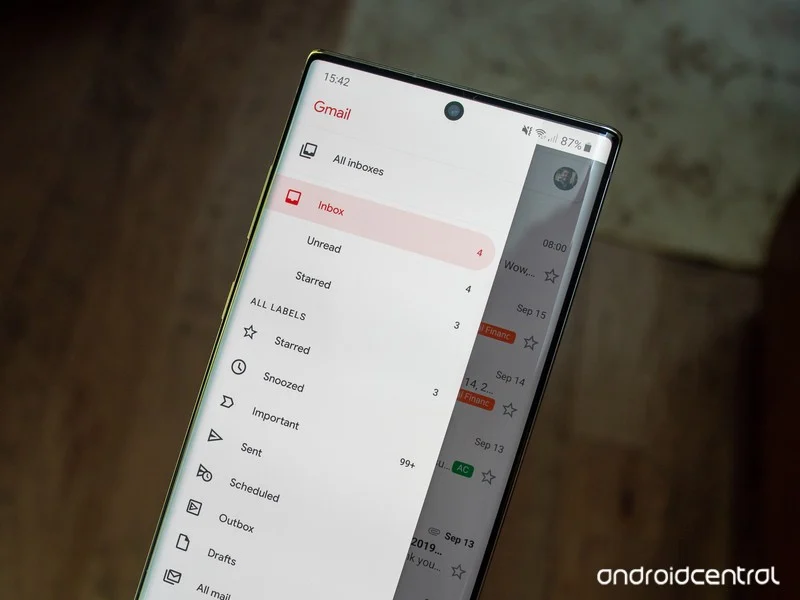 15:42
87%
Gmail
All inboxes
Inbox 4
Unread 4
Starred 3
ALL LABELS
Starred 3
Snoozed
Important 99+
Sent
Scheduled
Outbox
Drafts
All mail
08:00
Wow,...
Sep 15
Financ
Sep 14
14, 2...
Financ
Sep 13
u... AC
Sep 13
2019...
k you...
androidcentral